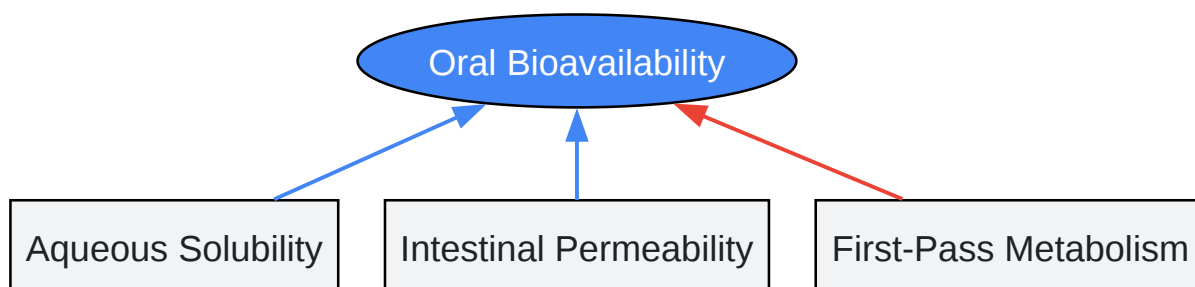 Oral Bioavailability
Aqueous Solubility
Intestinal Permeability
First-Pass Metabolism